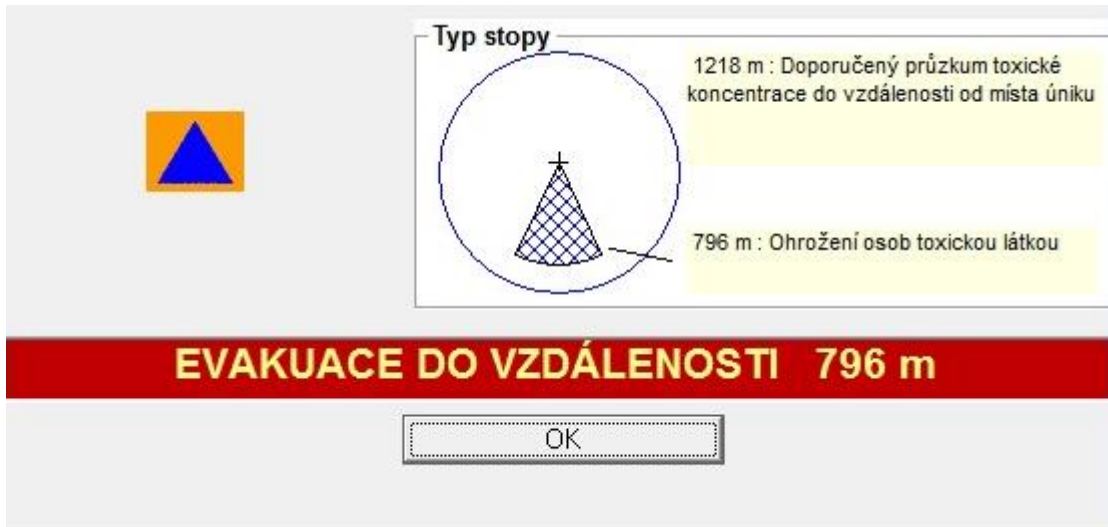 Typ stopy
1218 m : Doporučený průzkum toxické
koncentrace do vzdálenosti od místa úniku
796 m : Ohrožení osob toxickou látkou
EVAKUACE DO VZDÁLENOSTI 796 m
OK